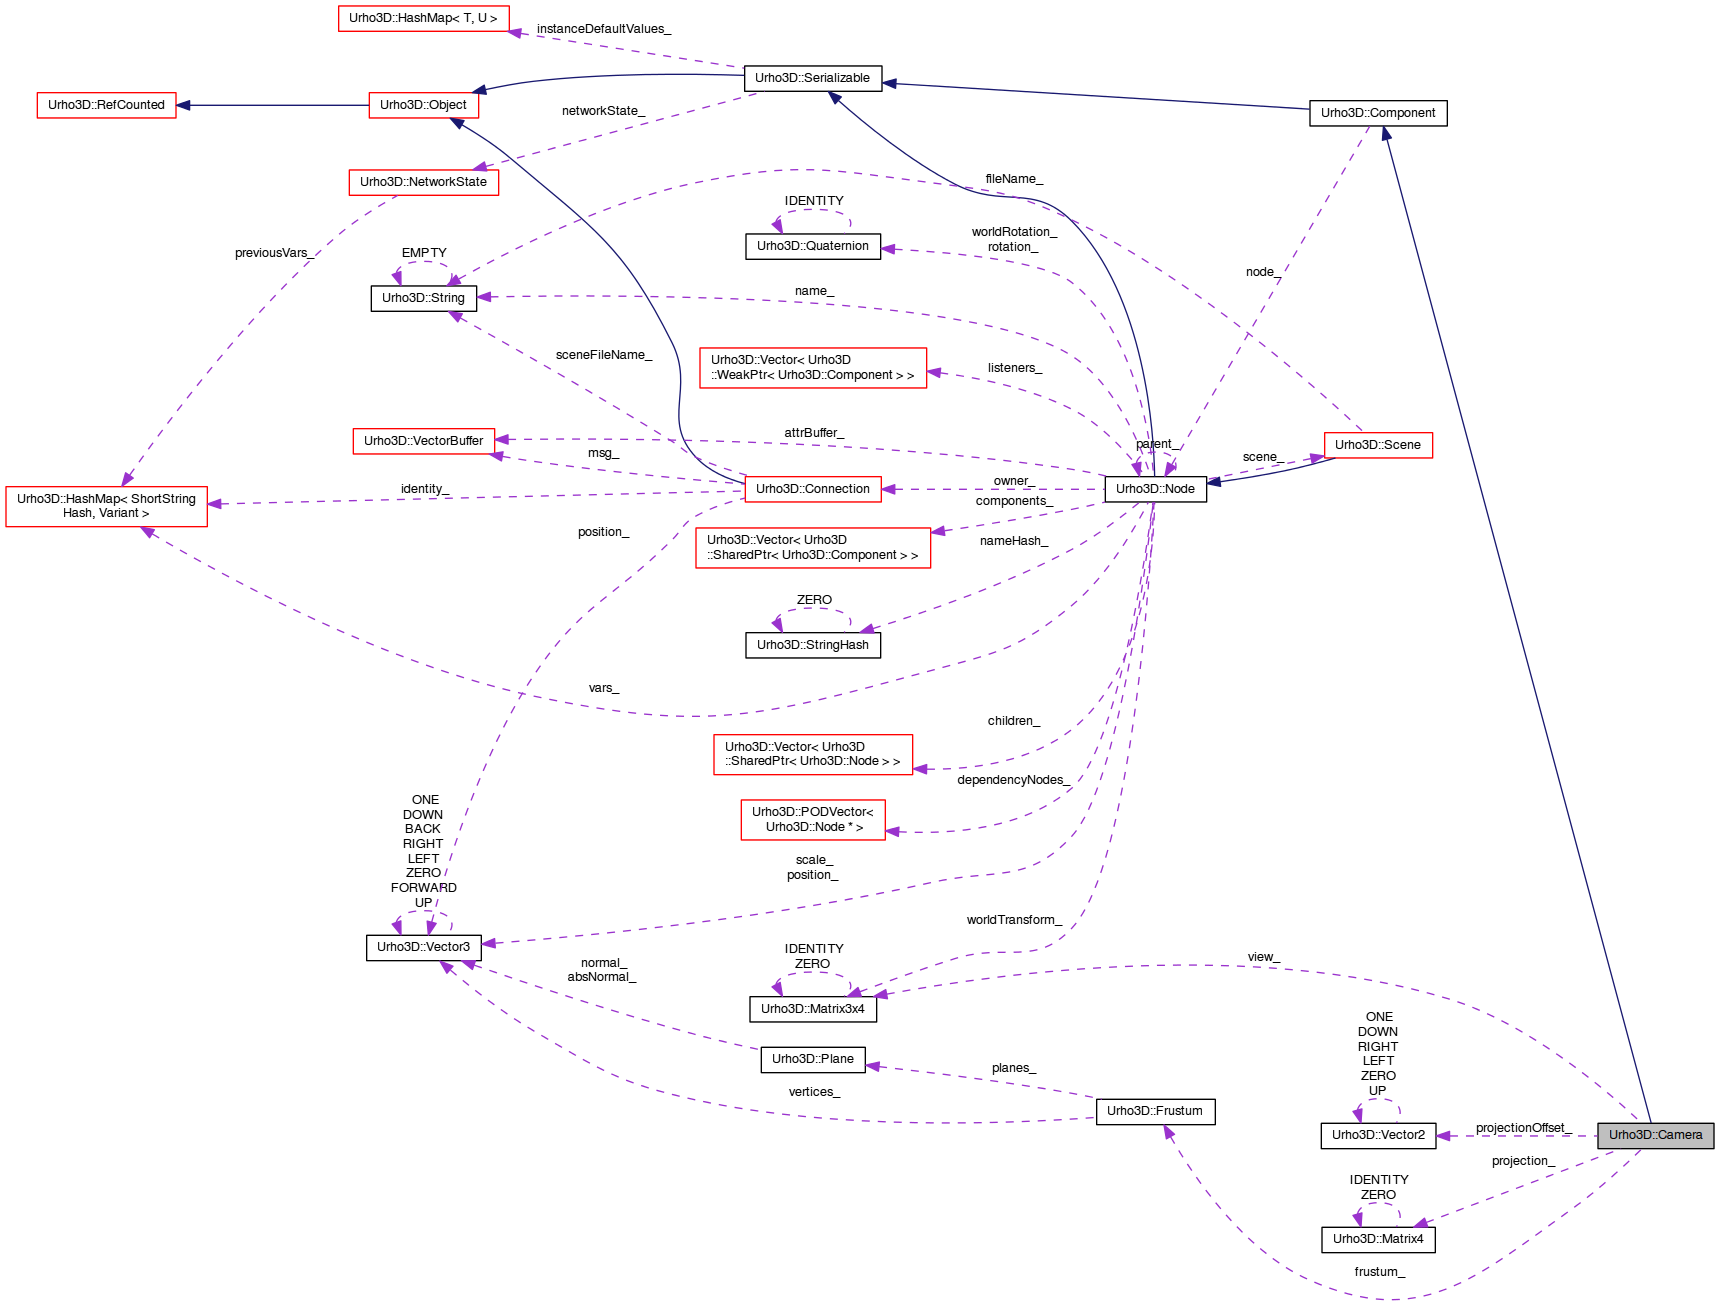 Urho3D::HashMap< T, U >
instanceDefaultValues_
Urho3D::Serializable
Urho3D::RefCounted
Urho3D::Object
networkState_
Urho3D::Component
Urho3D::NetworkState
fileName_
IDENTITY
worldRotation_
rotation_
Urho3D::Quaternion
previousVars_
EMPTY
node_
Urho3D::String
name_
sceneFileName_
Urho3D::Vector< Urho3D
::WeakPtr< Urho3D::Component > >
listeners_
Urho3D::VectorBuffer
attrBuffer_
parent_
Urho3D::Scene
msg_
scene_
Urho3D::HashMap< ShortString
Hash, Variant >
identity_
Urho3D::Connection
owner_
Urho3D::Node
components_
position_
Urho3D::Vector< Urho3D
::SharedPtr< Urho3D::Component > >
nameHash_
ZERO
Urho3D::StringHash
vars_
children_
Urho3D::Vector< Urho3D
::SharedPtr< Urho3D::Node > >
dependencyNodes_
Urho3D::PODVector<
Urho3D::Node * >
ONE
DOWN
BACK
RIGHT
LEFT
ZERO
FORWARD
UP
scale_
position_
worldTransform_
Urho3D::Vector3
normal_
absNormal_
IDENTITY
ZERO
view_
Urho3D::Matrix3x4
Urho3D::Plane
planes_
vertices_
Urho3D::Frustum
ONE
DOWN
RIGHT
LEFT
ZERO
UP
Urho3D::Vector2
projectionOffset_
Urho3D::Camera
projection_
IDENTITY
ZERO
Urho3D::Matrix4
frustum_